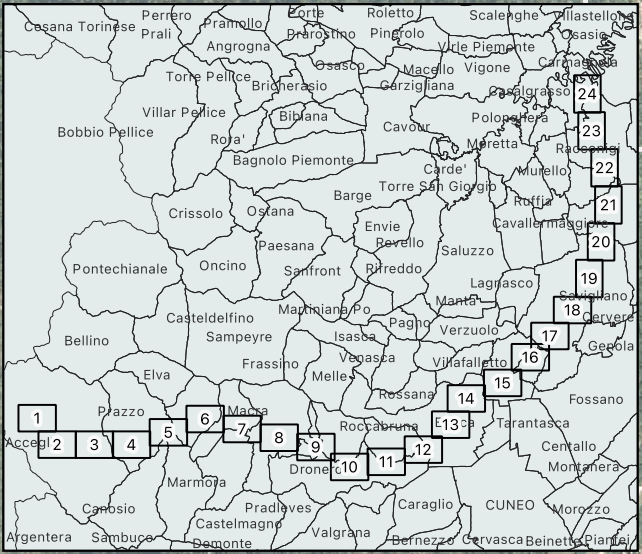 Cesana Torinese
Perrero
Porte
Roletto
Scalenghe
Villastellone
Prali
Pramollo
Prarostino
Pinerolo
Osasio
Angrogna
Virle Piemonte
Osasco
Macello
Vigone
Carmagnola
Torre Pellice
Bricherasio
Garzigliana
Casalgrasso
24
Villar Pellice
Bibiana
Cavour
Polonghera
23
Bobbio Pellice
Rora'
Moretta
Racconigi
Bagnolo Piemonte
Carde'
Murello
22
Barge
Torre San Giorgio
Ruffia
21
Crissolo
Ostana
Envie
Cavallermaggiore
Paesana
Revello
Saluzzo
20
Pontechianale
Oncino
Sanfront
Rifreddo
Lagnasco
19
Martiniana Po
Manta
Savigliano
18
Cervere
Casteldelfino
Pagno
Verzuolo
17
Bellino
Sampeyre
Isasca
Genola
Venasca
16
Frassino
Villafalletto
Elva
Melle
15
Rossana
14
Fossano
1
Prazzo
6
Macra
5
7
Roccabruna
13
Tarantasca
Accegl
2
3
4
8
9
12
Centallo
Dronero
10
11
Montanera
Marmora
Canosio
Pradleves
Caraglio
CUNEO
Morozzo
Castelmagno
Argentera
Sambuco
Demonte
Valgrana
Bernezzo
Cervasca
Beinette
Pianfei